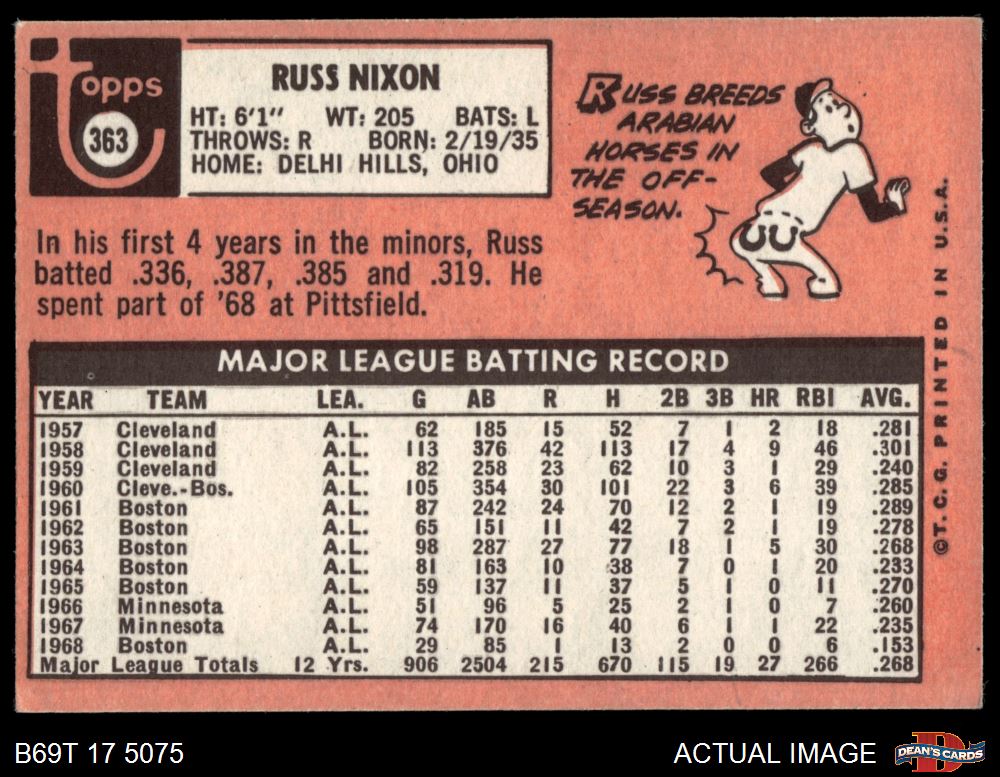 topps
363
RUSS NIXON
HT: 6'1" WT: 205 BATS: L
THROWS: R BORN: 2/19/35
HOME: DELHI HILLS, OHIO
RUSS BREEDS
ARABIAN
HORSES IN
THE OFF-
SEASON.
In his first 4 years in the minors, Russ
batted .336, .387, .385 and .319. He
spent part of '68 at Pittsfield.
MAJOR LEAGUE BATTING RECORD
YEAR TEAM LEA. G AB R H 2B 3B HR RBI AVG.
1957 Cleveland A.L. 62 185 15 52 7 1 2 18 .281
1958 Cleveland A.L. 113 376 42 113 17 4 9 46 .301
1959 Cleveland A.L. 82 258 23 62 10 3 1 29 .240
1960 Cleve.-Bos. A.L. 105 354 30 101 22 3 6 39 .285
1961 Boston A.L. 87 242 24 70 12 2 1 19 .289
1962 Boston A.L. 65 151 11 42 7 2 1 19 .278
1963 Boston A.L. 98 287 27 77 18 1 5 30 .268
1964 Boston A.L. 81 163 10 38 7 0 1 20 .233
1965 Boston A.L. 59 137 11 37 5 1 0 11 .270
1966 Minnesota A.L. 51 96 5 25 2 1 0 7 .260
1967 Minnesota A.L. 74 170 16 40 6 1 1 22 .235
1968 Boston A.L. 29 85 1 13 2 0 0 6 .153
Major League Totals 12 Yrs. 906 2504 215 670 115 19 27 266 .268
©T.C.G. PRINTED IN U.S.A.
B69T 17 5075
ACTUAL IMAGE
DEAN'S CARDS